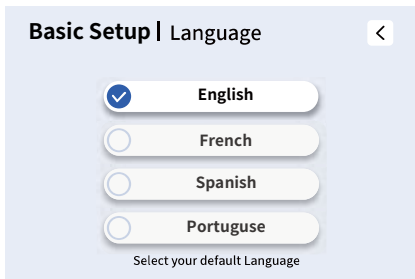 Basic Setup | Language
English
French
Spanish
Portuguse
Select your default Language